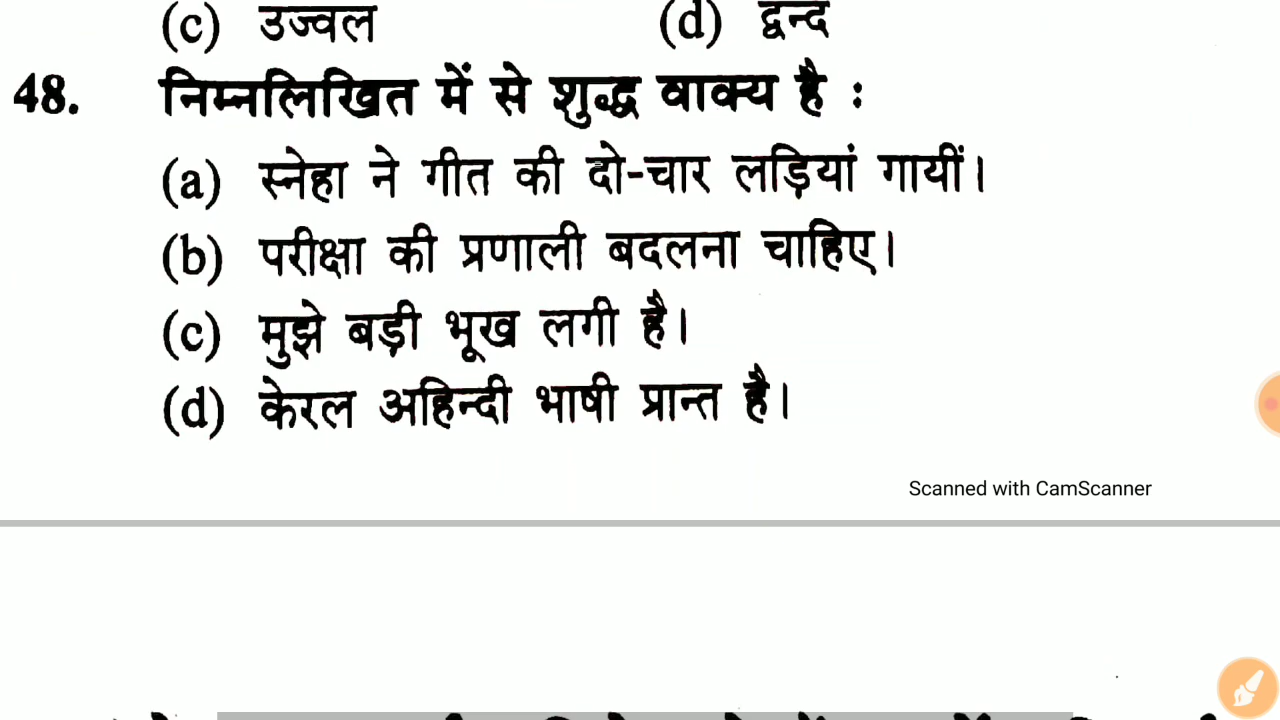 (c) उज्वल (d) द्वन्द
48. निम्नलिखित में से शुद्ध वाक्य है :
(a) स्नेहा ने गीत की दो-चार लड़ियां गायीं।
(b) परीक्षा की प्रणाली बदलना चाहिए।
(c) मुझे बड़ी भूख लगी है।
(d) केरल अहिन्दी भाषी प्रान्त है।
Scanned with CamScanner